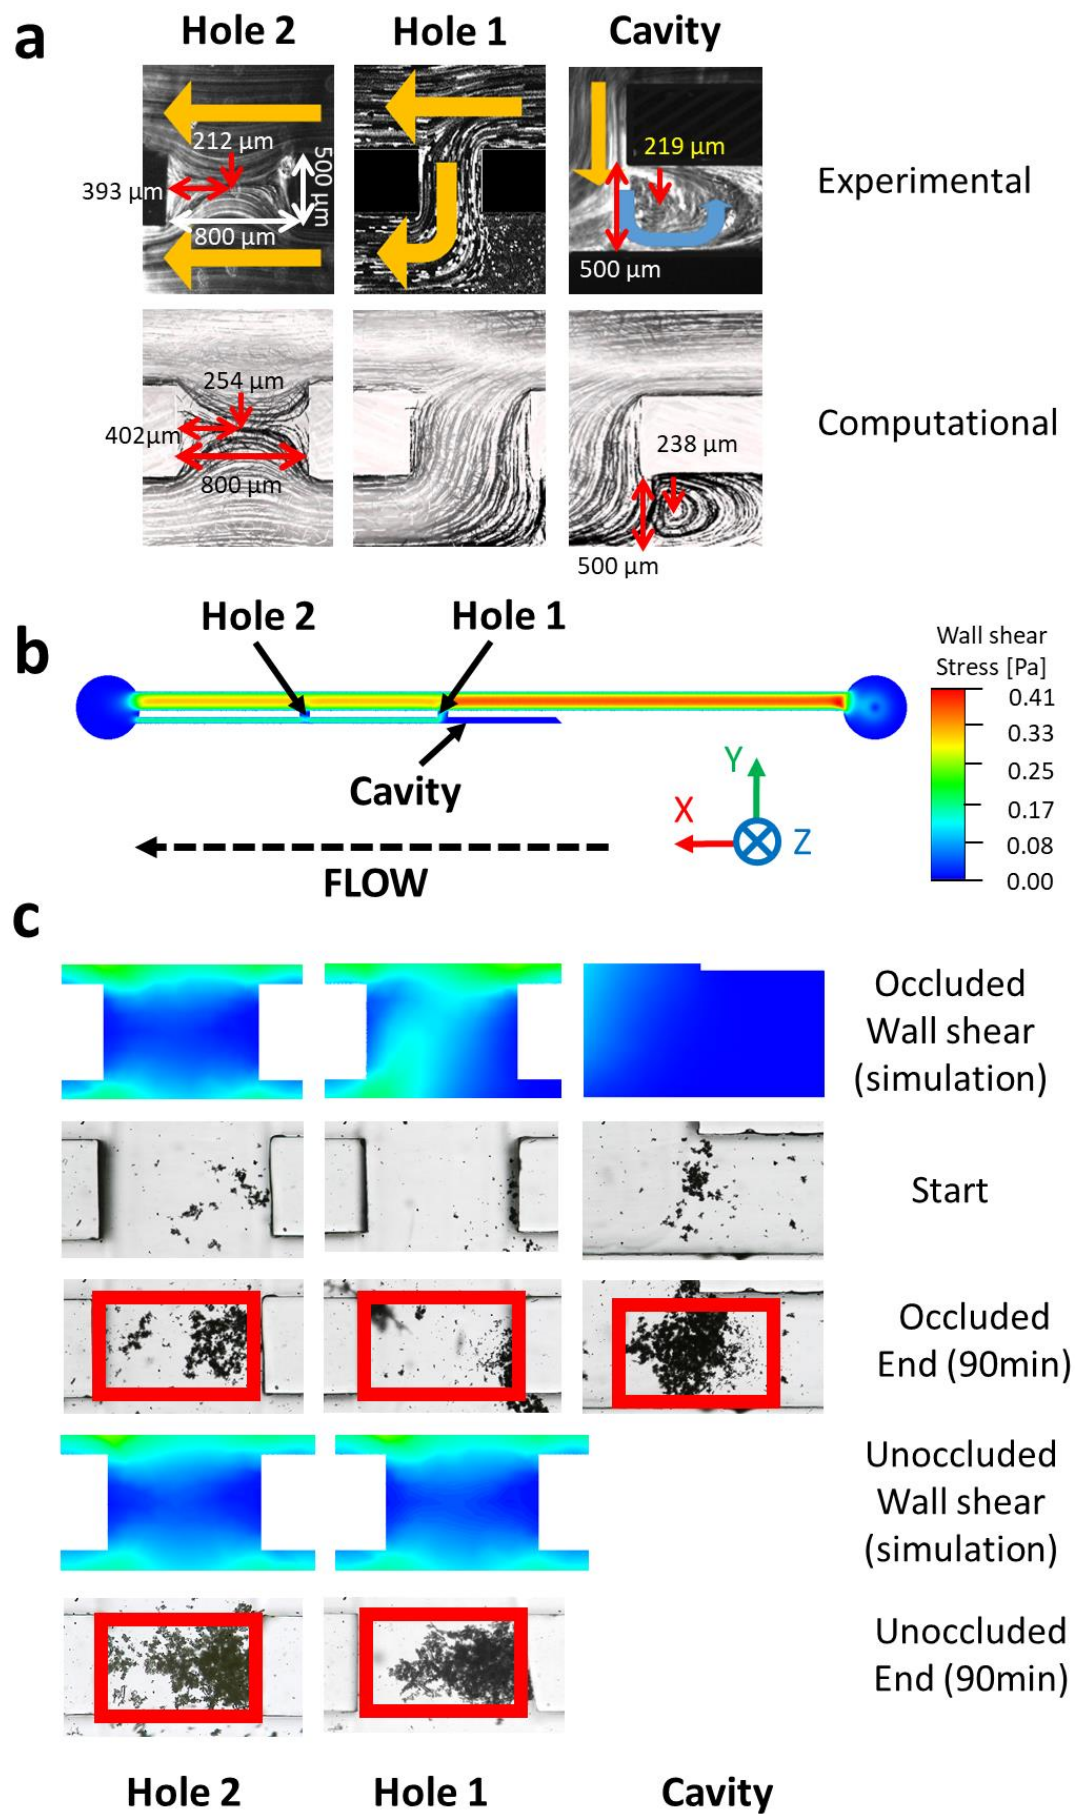 a
Hole 2
Hole 1
Cavity
212 µm
393 µm
500 µm
800 µm
219 µm
500 µm
Experimental
254 µm
402µm
800 µm
238 µm
500 µm
Computational
b
Hole 2
Hole 1
Cavity
FLOW
Y
X
Z
Wall shear
Stress [Pa]
0.41
0.33
0.25
0.17
0.08
0.00
c
Occluded
Wall shear
(simulation)
Start
Occluded
End (90min)
Unoccluded
Wall shear
(simulation)
Unoccluded
End (90min)
Hole 2
Hole 1
Cavity